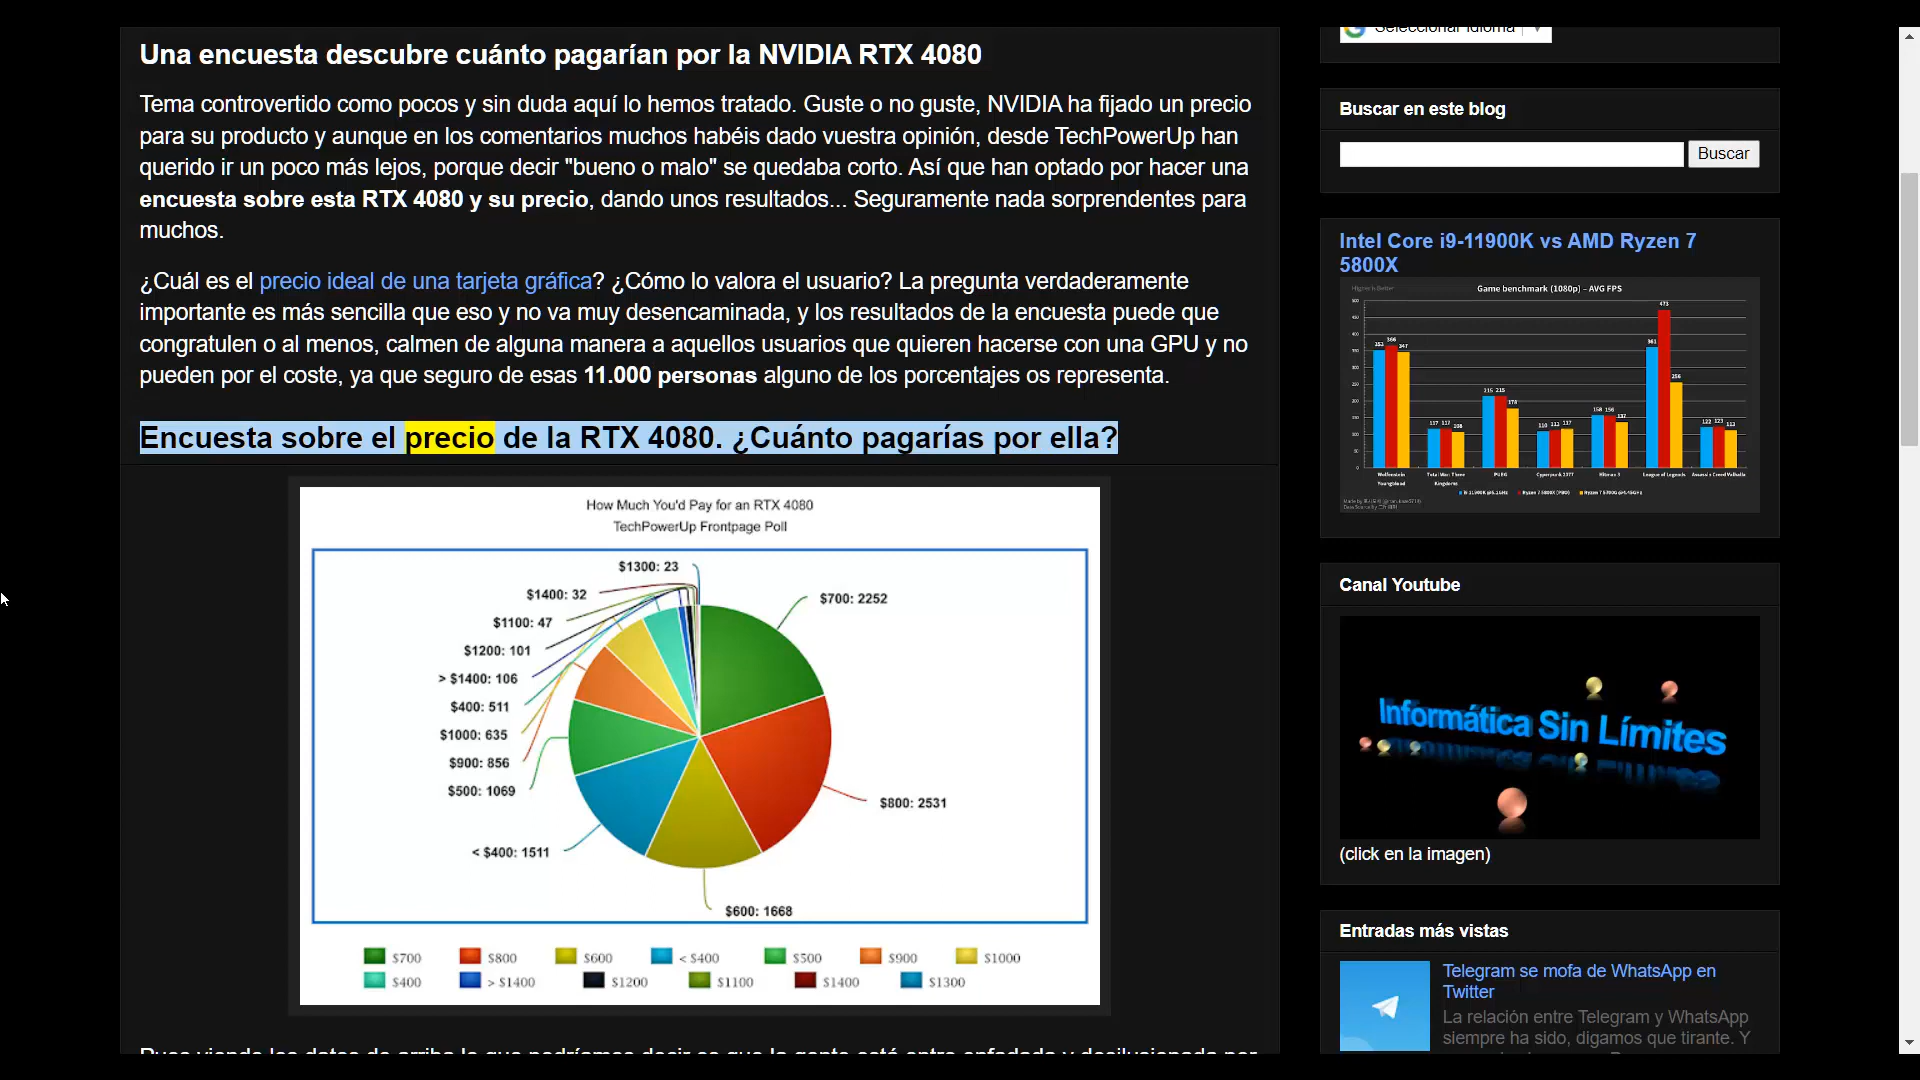 Una encuesta descubre cuánto pagarían por la NVIDIA RTX 4080
Tema controvertido como pocos y sin duda aquí lo hemos tratado. Guste o no guste, NVIDIA ha fijado un precio
para su producto y aunque en los comentarios muchos habéis dado vuestra opinión, desde TechPowerUp han
querido ir un poco más lejos, porque decir "bueno o malo" se quedaba corto. Así que han optado por hacer una
encuesta sobre esta RTX 4080 y su precio, dando unos resultados... Seguramente nada sorprendentes para
muchos.
¿Cuál es el precio ideal de una tarjeta gráfica? ¿Cómo lo valora el usuario? La pregunta verdaderamente
importante es más sencilla que eso y no va muy desencaminada, y los resultados de la encuesta puede que
congratulen o al menos, calmen de alguna manera a aquellos usuarios que quieren hacerse con una GPU y no
pueden por el coste, ya que seguro de esas 11.000 personas alguno de los porcentajes os representa.
Encuesta sobre el precio de la RTX 4080. ¿Cuánto pagarías por ella?
How Much You'd Pay for an RTX 4080
TechPowerUp Frontpage Poll
$1300: 23
$1400: 32
$1100: 47
$1200: 101
> $1400: 106
$400: 511
$1000: 635
$900: 856
$500: 1069
< $400: 1511
$700: 2252
$800: 2531
$600: 1668
$700 $800 $600 < $400 $500 $900 $1000
$400 > $1400 $1200 $1100 $1400 $1300
Seleccionar idioma
Buscar en este blog
Buscar
Intel Core i9-11900K vs AMD Ryzen 7
5800X
Game benchmark (1080p) – AVG FPS
Canal Youtube
Informática Sin Límites
(click en la imagen)
Entradas más vistas
Telegram se mofa de WhatsApp en
Twitter
La relación entre Telegram y WhatsApp
siempre ha sido, digamos que tirante. Y